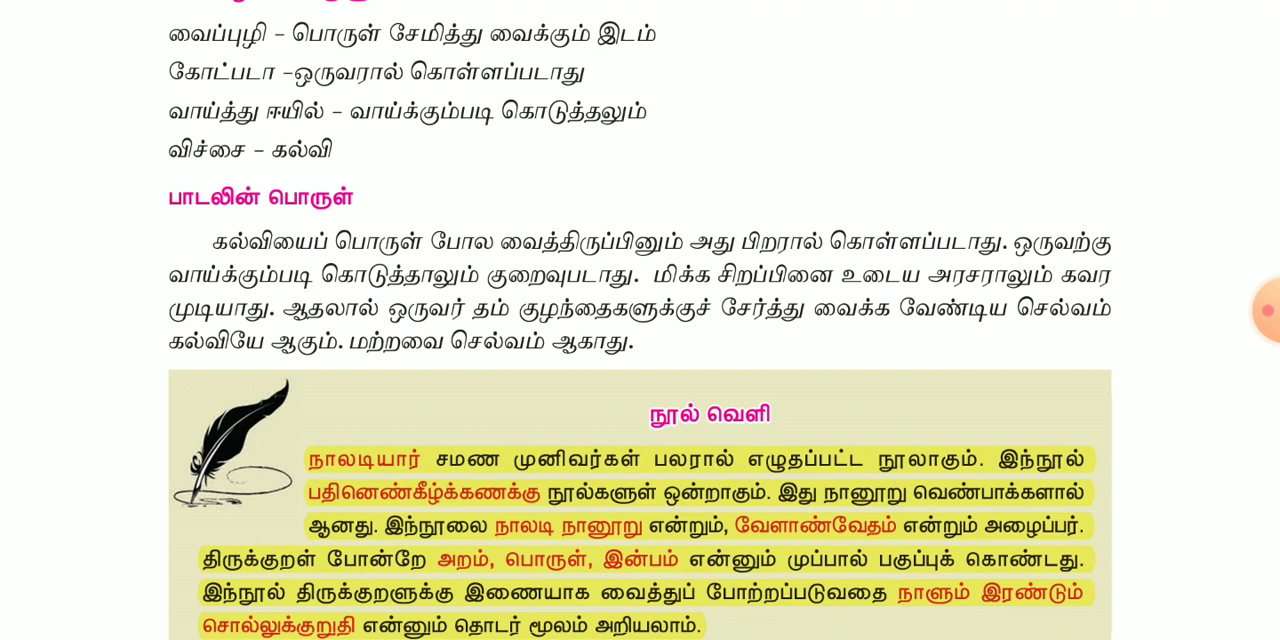 வைப்புழி – பொருள் சேமித்து வைக்கும் இடம்
கோட்படா –ஒருவரால் கொள்ளப்படாது
வாய்த்து ஈயில் – வாய்க்கும்படி கொடுத்தலும்
விச்சை – கல்வி
பாடலின் பொருள்
கல்வியைப் பொருள் போல வைத்திருப்பினும் அது பிறரால் கொள்ளப்படாது. ஒருவற்கு
வாய்க்கும்படி கொடுத்தாலும் குறைவுபடாது. மிக்க சிறப்பினை உடைய அரசராலும் கவர
முடியாது. ஆதலால் ஒருவர் தம் குழந்தைகளுக்குச் சேர்த்து வைக்க வேண்டிய செல்வம்
கல்வியே ஆகும். மற்றவை செல்வம் ஆகாது.
நூல் வெளி
நாலடியார் சமண முனிவர்கள் பலரால் எழுதப்பட்ட நூலாகும். இந்நூல்
பதினெண்கீழ்க்கணக்கு நூல்களுள் ஒன்றாகும். இது நானூறு வெண்பாக்களால்
ஆனது. இந்நூலை நாலடி நானூறு என்றும், வேளாண்வேதம் என்றும் அழைப்பர்.
திருக்குறள் போன்றே அறம், பொருள், இன்பம் என்னும் முப்பால் பகுப்புக் கொண்டது.
இந்நூல் திருக்குறளுக்கு இணையாக வைத்துப் போற்றப்படுவதை நாளும் இரண்டும்
சொல்லுக்குறுதி என்னும் தொடர் மூலம் அறியலாம்.